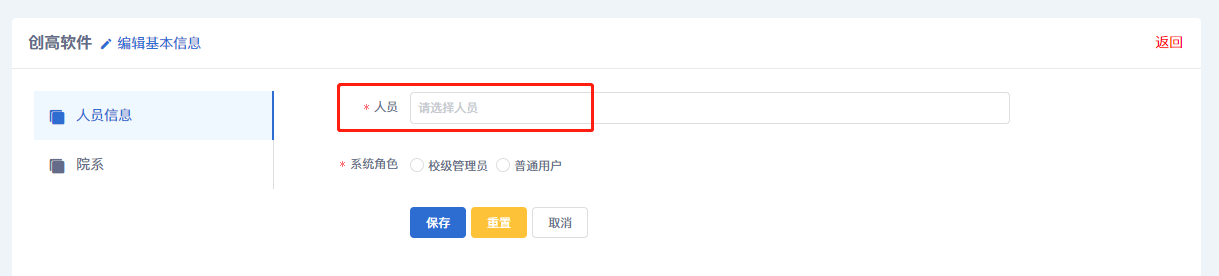 创高软件 编辑基本信息 返回
人员信息
院系
* 人员 请选择人员
* 系统角色 校级管理员 普通用户
保存 重置 取消